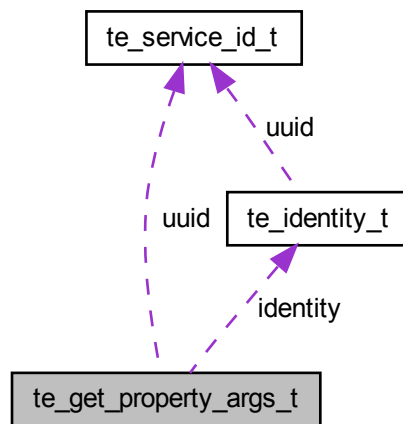 te_service_id_t
uuid
te_identity_t
uuid
identity
te_get_property_args_t